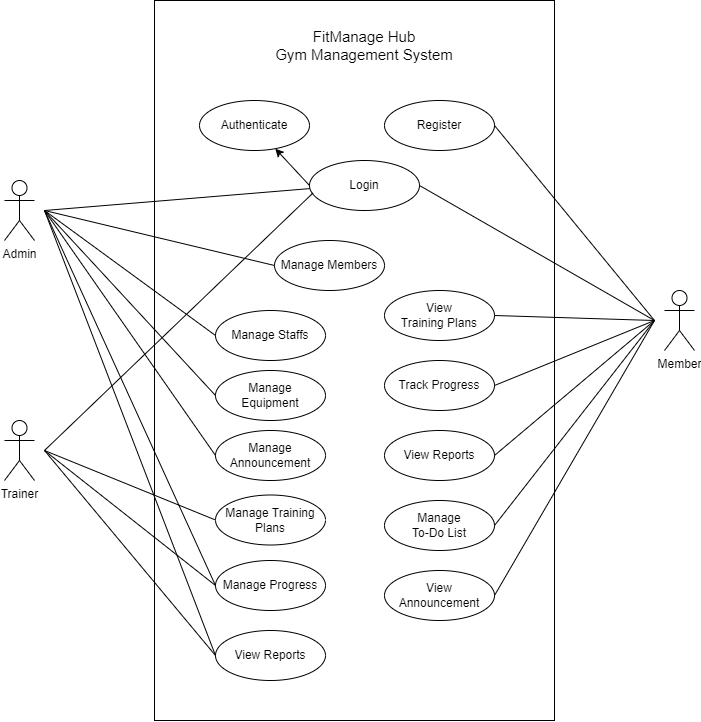 FitManage Hub
Gym Management System
Authenticate
Register
Login
Admin
Manage Members
View
Training Plans
Manage Staffs
Member
Manage
Equipment
Track Progress
Manage
Announcement
View Reports
Trainer
Manage Training
Plans
Manage
To-Do List
Manage Progress
View
Announcement
View Reports